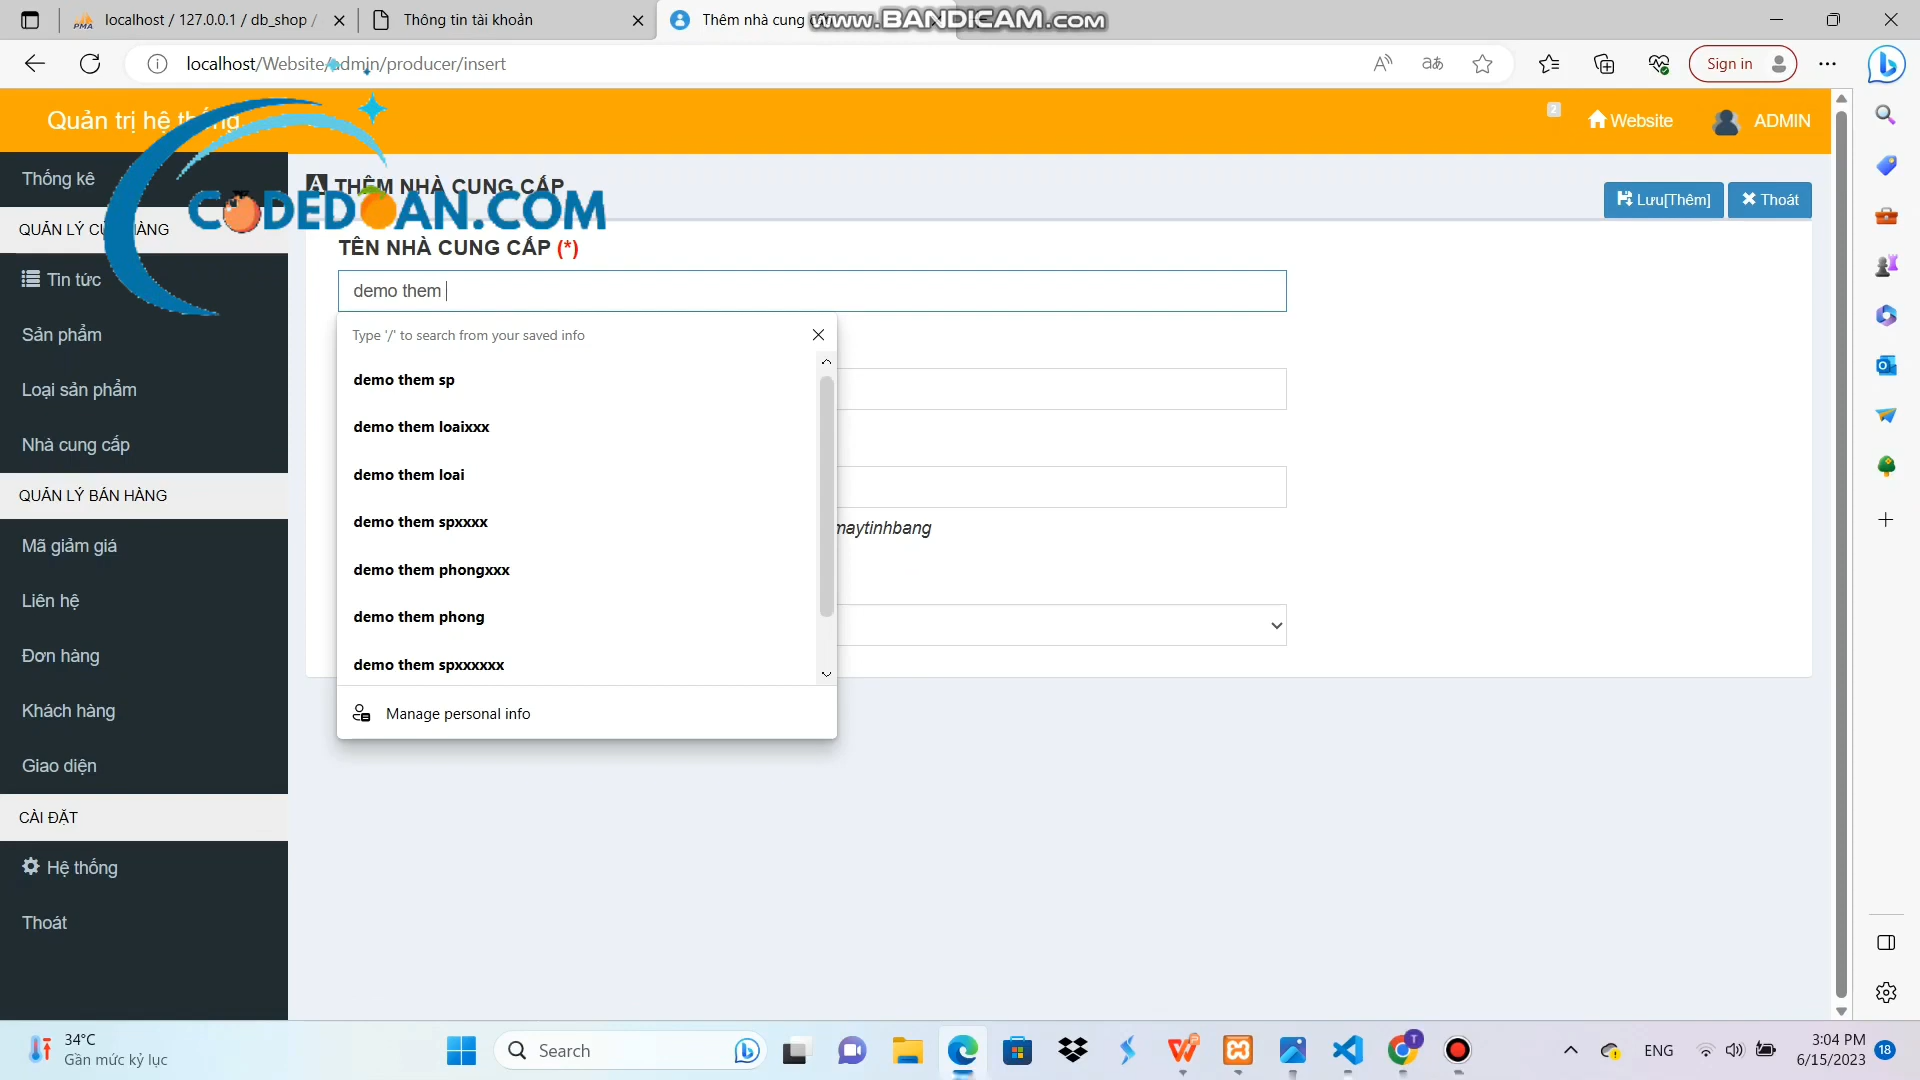 localhost / 127.0.0.1 / db_shop /
Thông tin tài khoản
Thêm nhà cung
www.BANDICAM.com
localhost/Website/admin/producer/insert
Sign in
Quản trị hệ thống
2
Website
ADMIN
CODEDOAN.COM
Thống kê
THÊM NHÀ CUNG CẤP
Lưu[Thêm]
Thoát
QUẢN LÝ CỬA HÀNG
TÊN NHÀ CUNG CẤP (*)
Tin tức
demo them
Sản phẩm
Type '/' to search from your saved info
demo them sp
Loại sản phẩm
demo them loaixxx
Nhà cung cấp
demo them loai
QUẢN LÝ BÁN HÀNG
demo them spxxxx
maytinhbang
Mã giảm giá
demo them phongxxx
Liên hệ
demo them phong
Đơn hàng
demo them spxxxxxx
Khách hàng
Manage personal info
Giao diện
CÀI ĐẶT
Hệ thống
Thoát
34°C
Gần mức kỷ lục
Search
T
ENG
3:04 PM
6/15/2023
18